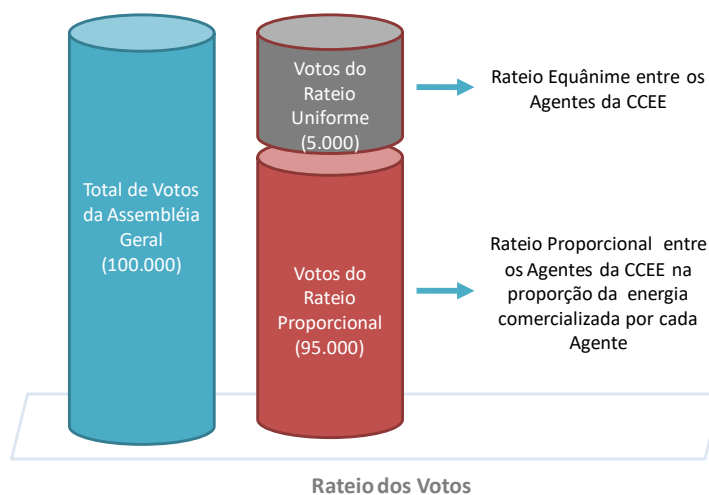 Total de Votos
da Assembléia
Geral
(100.000)
Votos do
Rateio
Uniforme
(5.000)
Rateio Equânime entre os
Agentes da CCEE
Votos do
Rateio
Proporcional
(95.000)
Rateio Proporcional entre
os Agentes da CCEE na
proporção da energia
comercializada por cada
Agente
Rateio dos Votos